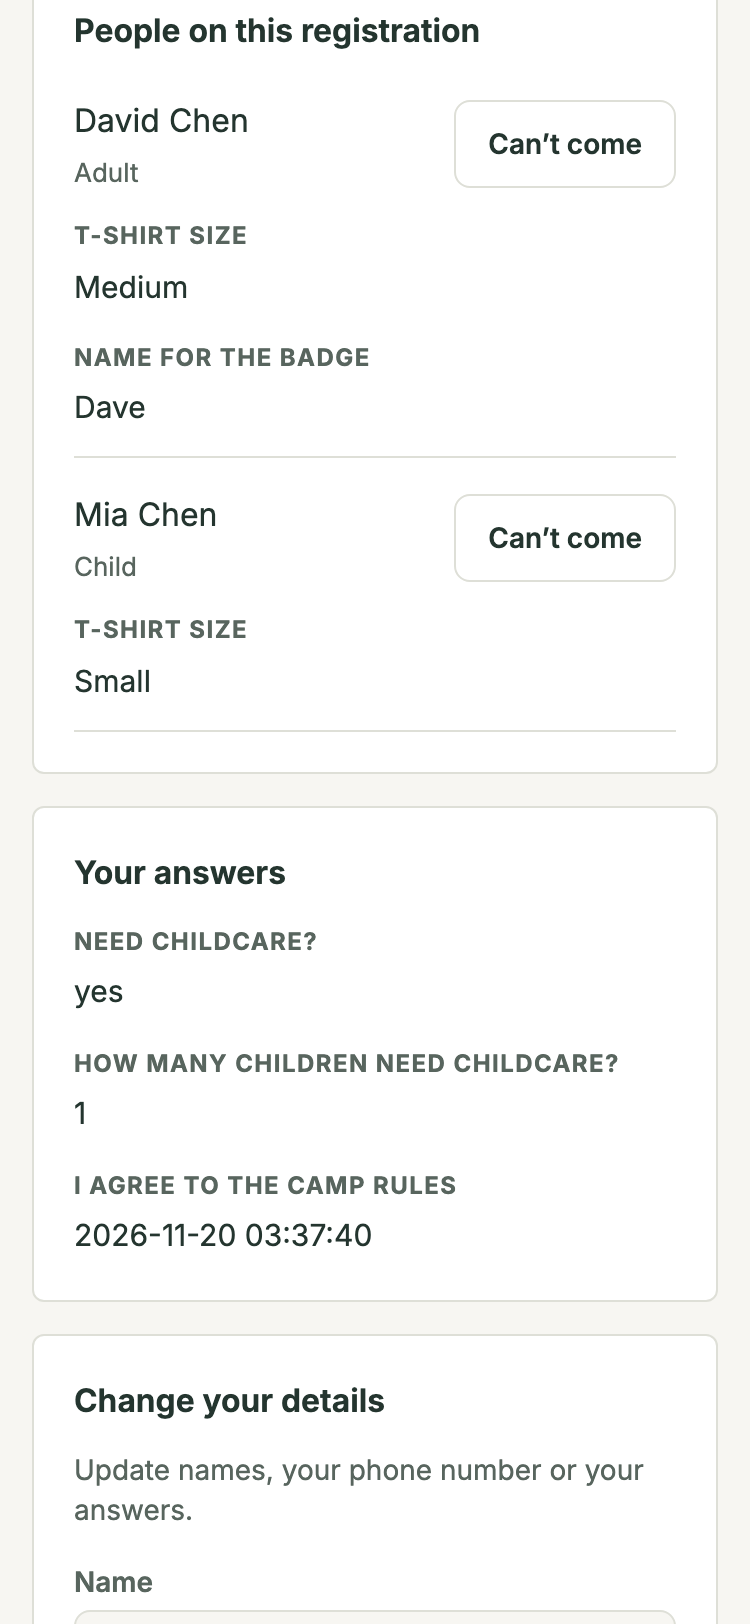 People on this registration
David Chen
Can’t come
Adult
T-SHIRT SIZE
Medium
NAME FOR THE BADGE
Dave
Mia Chen
Can’t come
Child
T-SHIRT SIZE
Small
Your answers
NEED CHILDCARE?
yes
HOW MANY CHILDREN NEED CHILDCARE?
1
I AGREE TO THE CAMP RULES
2026-11-20 03:37:40
Change your details
Update names, your phone number or your
answers.
Name